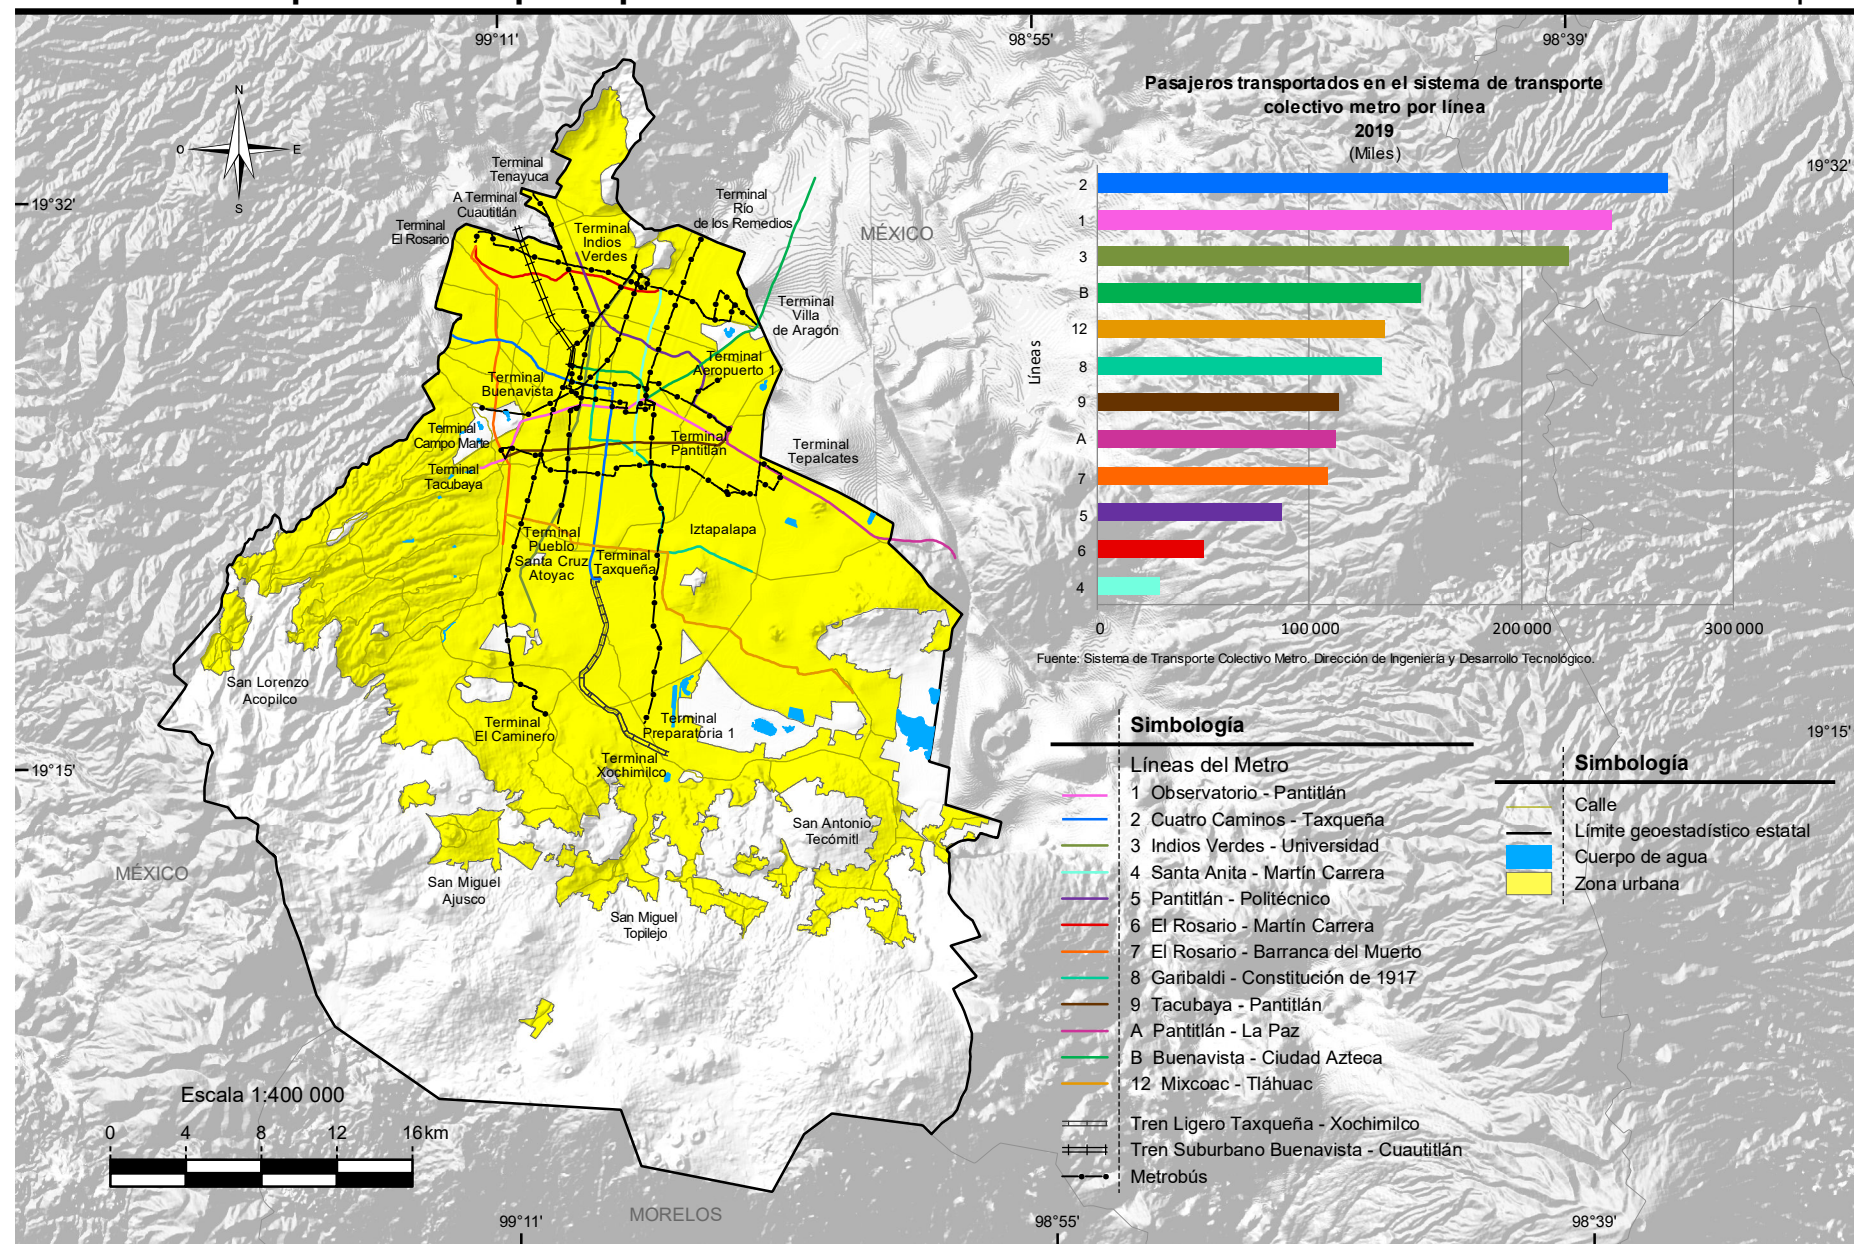 99°11'
98°55'
98°39'
N
O
E
S
Pasajeros transportados en el sistema de transporte
colectivo metro por línea
2019
(Miles)
19°32'
19°32'
Terminal
Tenayuca
A Terminal
Cuautitlán
Terminal
El Rosario
Terminal
Indios
Verdes
Terminal
Río
de los Remedios
MÉXICO
Terminal
Villa
de Aragón
Terminal
Aeropuerto 1
Terminal
Buenavista
Terminal
Campo Marte
Terminal
Pantitlán
Terminal
Tepalcates
Terminal
Tacubaya
Iztapalapa
Terminal
Pueblo
Santa Cruz
Atoyac
Terminal
Taxqueña
San Lorenzo
Acopilco
Terminal
El Caminero
Terminal
Preparatoria 1
Terminal
Xochimilco
San Antonio
Tecómitl
San Miguel
Ajusco
San Miguel
Topilejo
MÉXICO
MORELOS
Líneas
2
1
3
B
12
8
9
A
7
5
6
4
0
100 000
200 000
300 000
Fuente: Sistema de Transporte Colectivo Metro. Dirección de Ingeniería y Desarrollo Tecnológico.
19°15'
19°15'
Simbología
Líneas del Metro
1 Observatorio - Pantitlán
2 Cuatro Caminos - Taxqueña
3 Indios Verdes - Universidad
4 Santa Anita - Martín Carrera
5 Pantitlán - Politécnico
6 El Rosario - Martín Carrera
7 El Rosario - Barranca del Muerto
8 Garibaldi - Constitución de 1917
9 Tacubaya - Pantitlán
A Pantitlán - La Paz
B Buenavista - Ciudad Azteca
12 Mixcoac - Tláhuac
Tren Ligero Taxqueña - Xochimilco
Tren Suburbano Buenavista - Cuautitlán
Metrobús
Simbología
Calle
Límite geoestadístico estatal
Cuerpo de agua
Zona urbana
Escala 1:400 000
0 4 8 12 16 km
99°11'
98°55'
98°39'